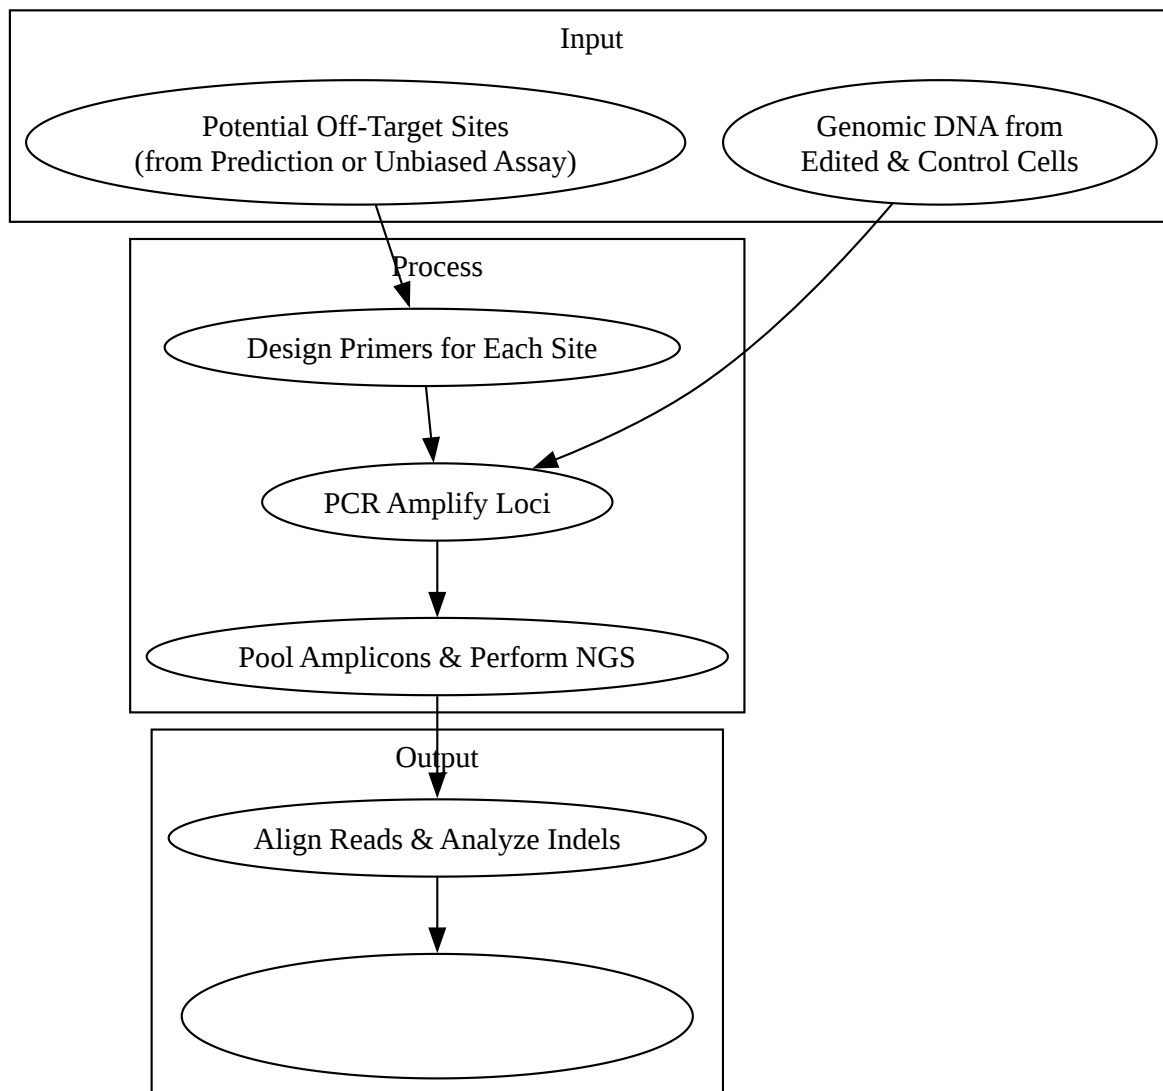 Input
Potential Off-Target Sites
(from Prediction or Unbiased Assay)
Genomic DNA from
Edited & Control Cells
Process
Design Primers for Each Site
PCR Amplify Loci
Pool Amplicons & Perform NGS
Output
Align Reads & Analyze Indels